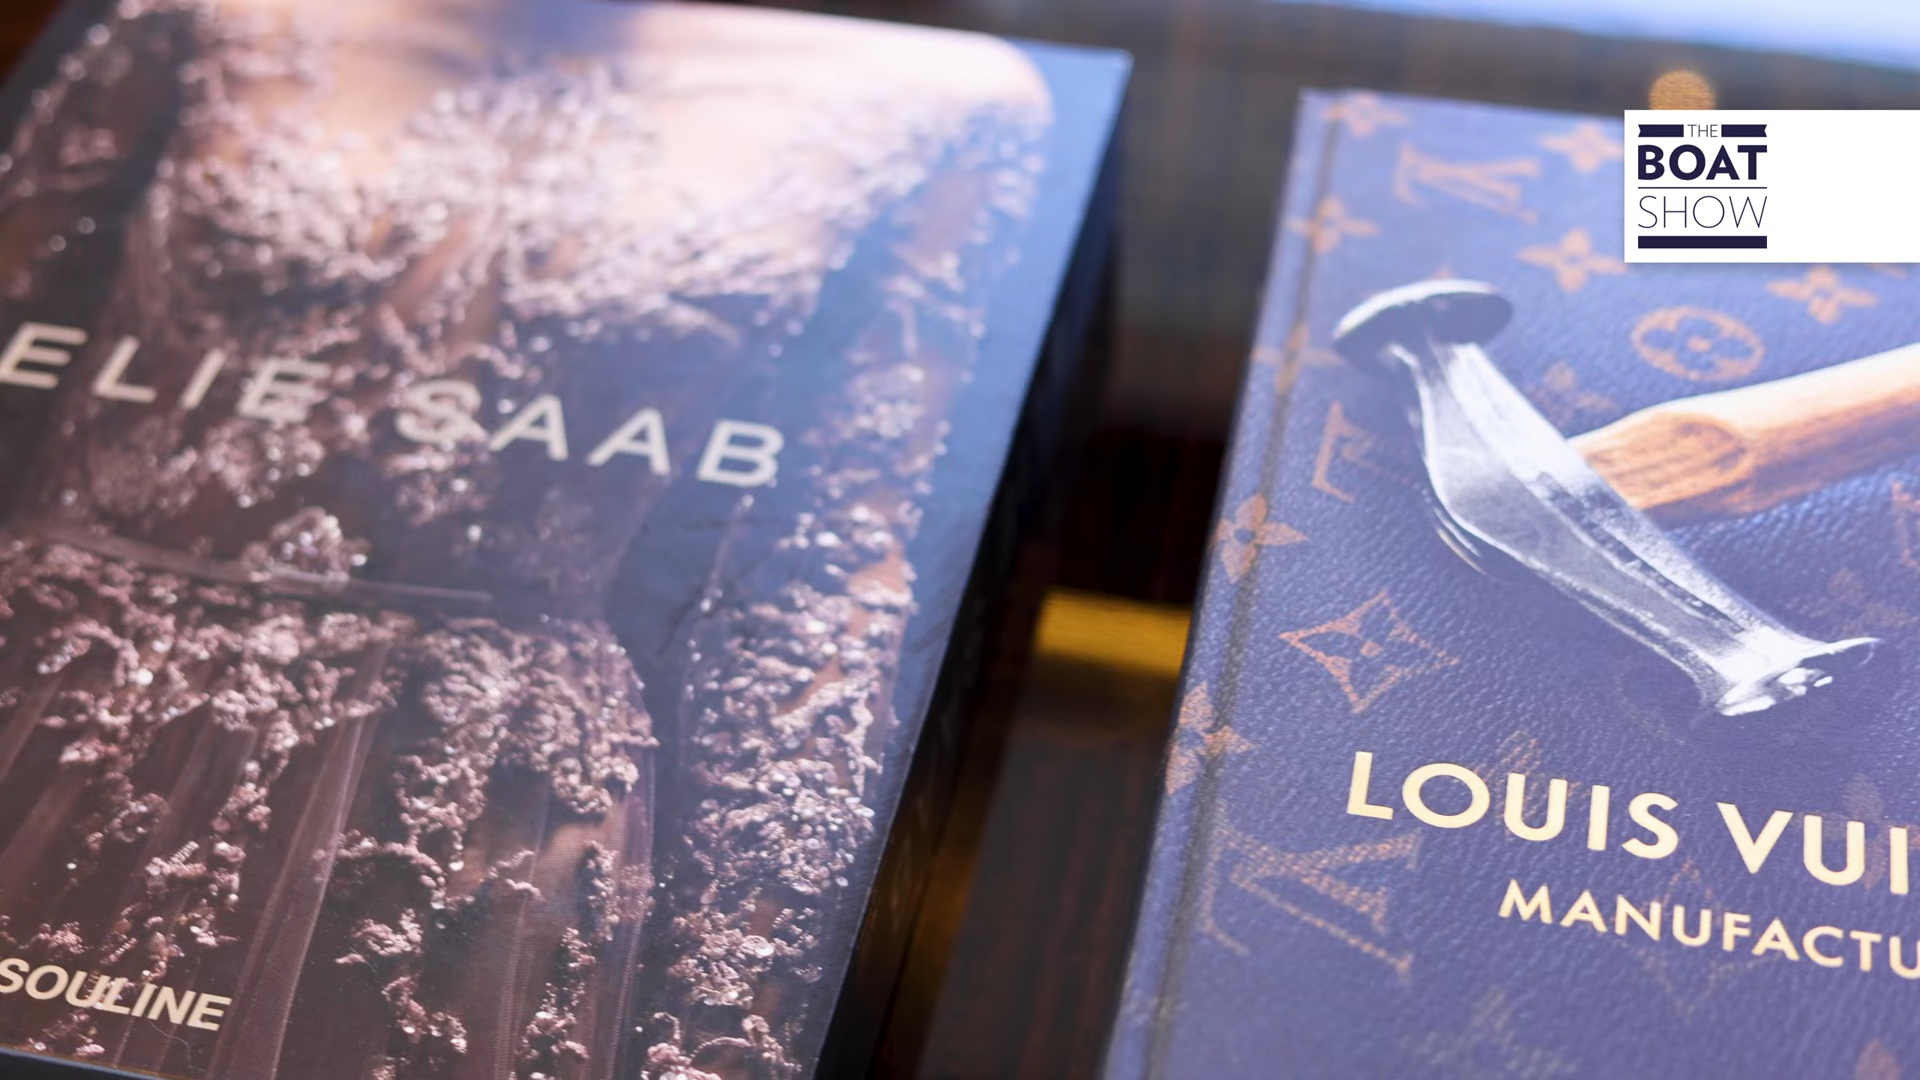 ELIE SAAB
SOULINE
THE
BOAT
SHOW
LOUIS VUI
MANUFACTU